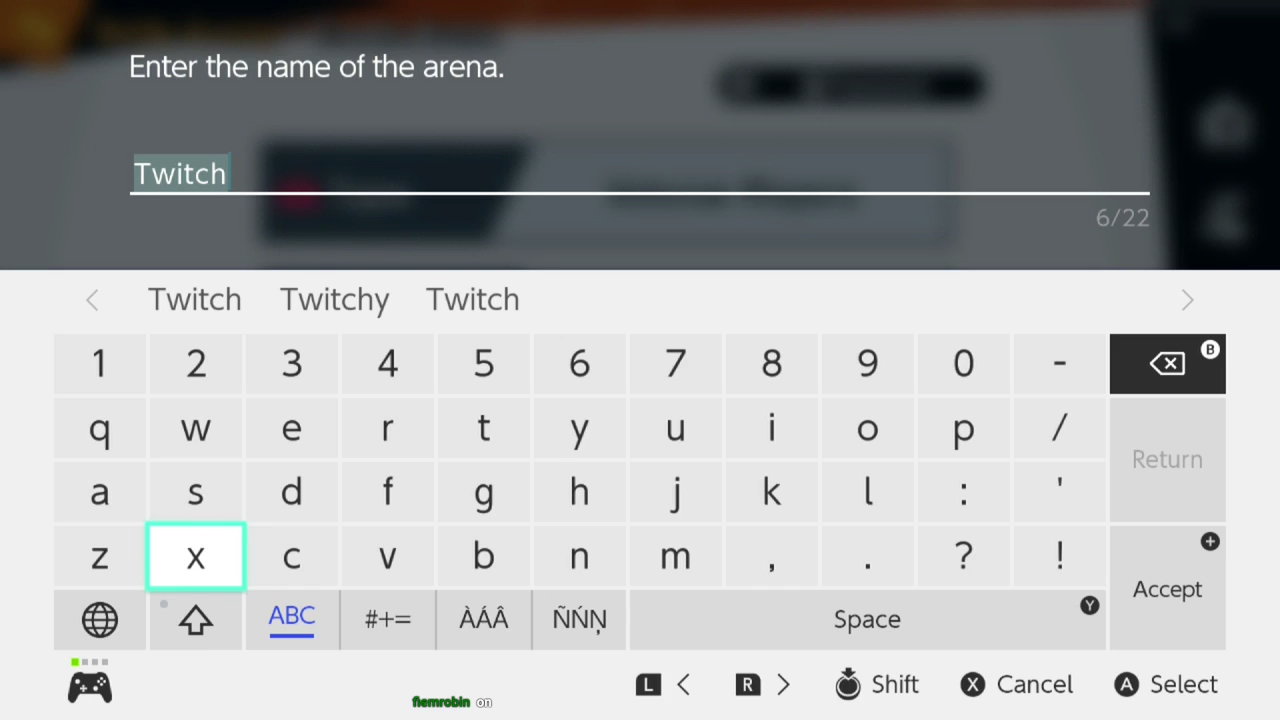 Enter the name of the arena.
Twitch
6/22
Twitch Twitchy Twitch
1 2 3 4 5 6 7 8 9 0 - B
q w e r t y u i o p / Return
a s d f g h j k l : '
z x c v b n m , . ? ! + Accept
ABC #+= ÀÁÂ ÑŃŅ Space Y
fiemrobin on L R Shift X Cancel A Select